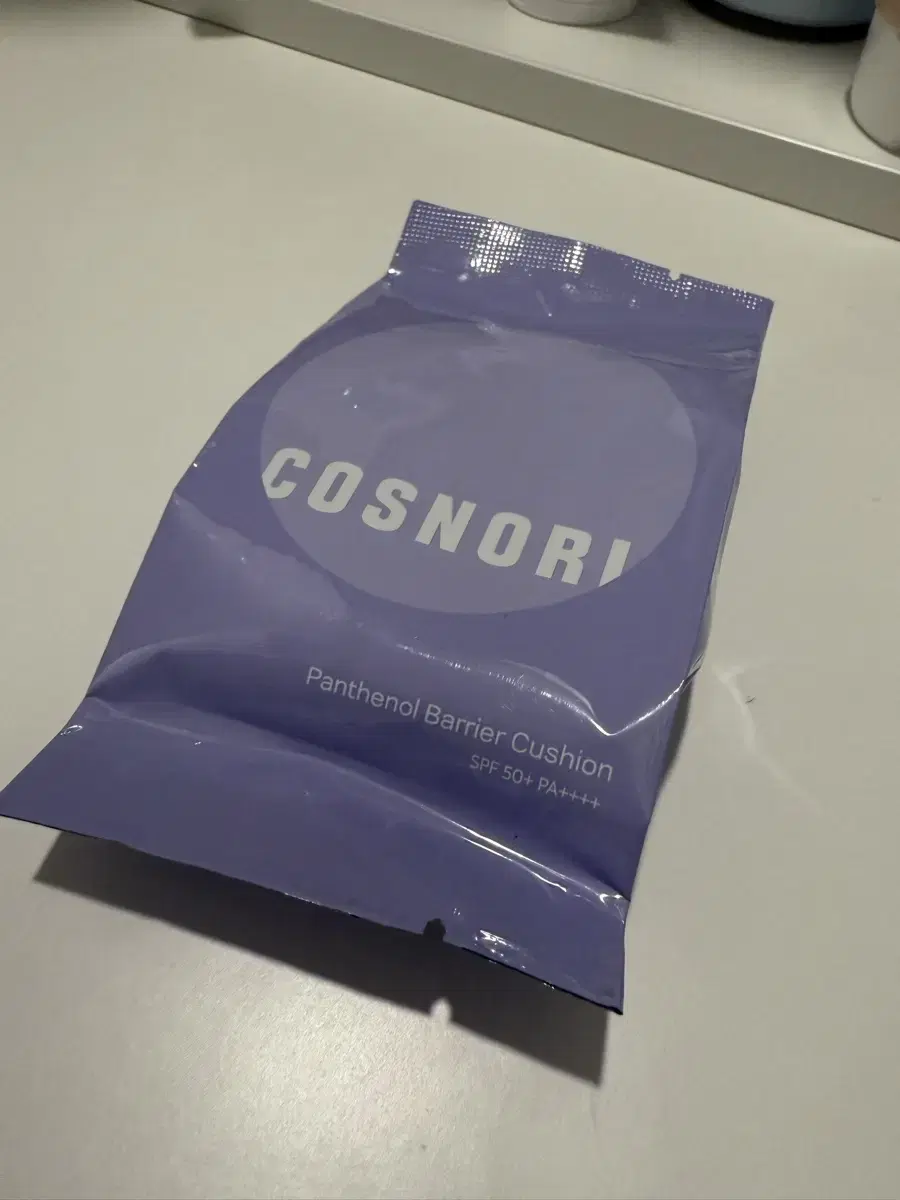 COSNORI
Panthenol Barrier Cushion
SPF 50+ PA++++